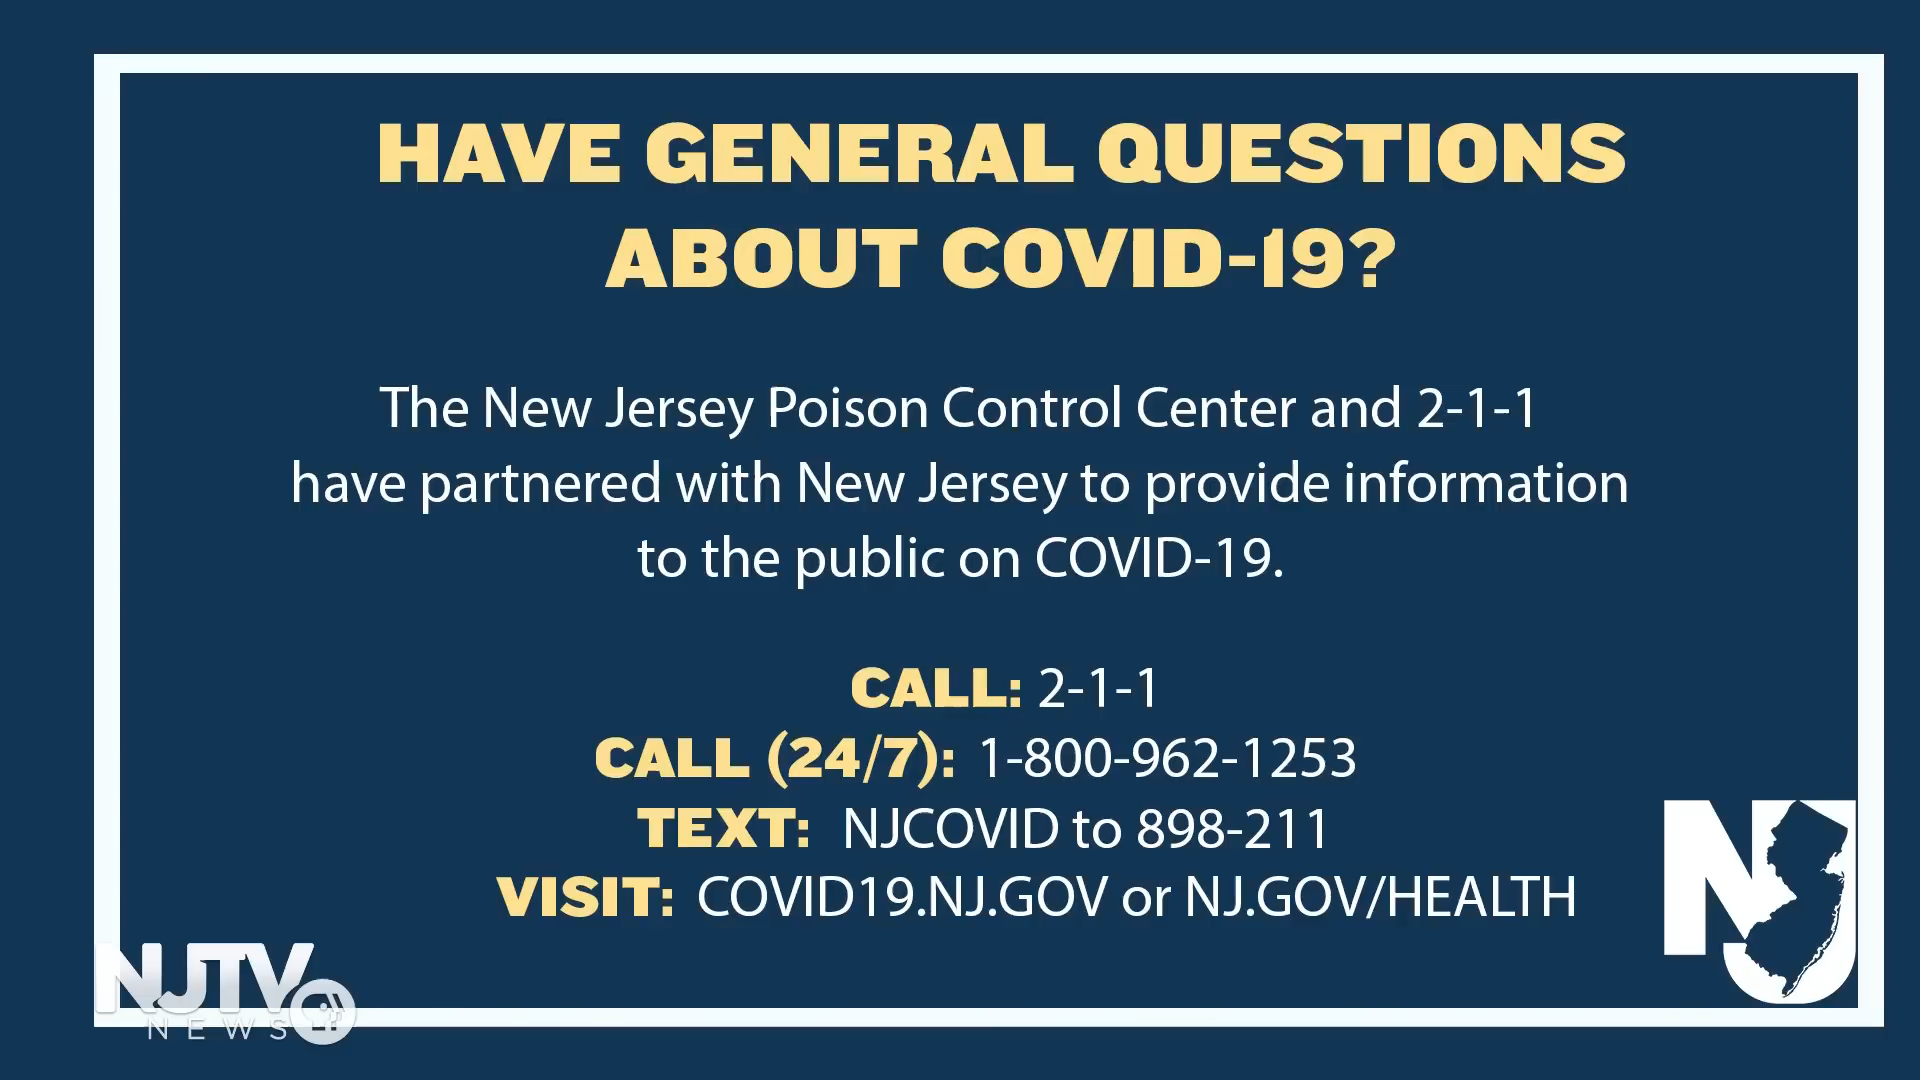 HAVE GENERAL QUESTIONS
ABOUT COVID-19?
The New Jersey Poison Control Center and 2-1-1
have partnered with New Jersey to provide information
to the public on COVID-19.
CALL: 2-1-1
CALL (24/7): 1-800-962-1253
TEXT: NJCOVID to 898-211
VISIT: COVID19.NJ.GOV or NJ.GOV/HEALTH
NJ
NJTV
NEWS